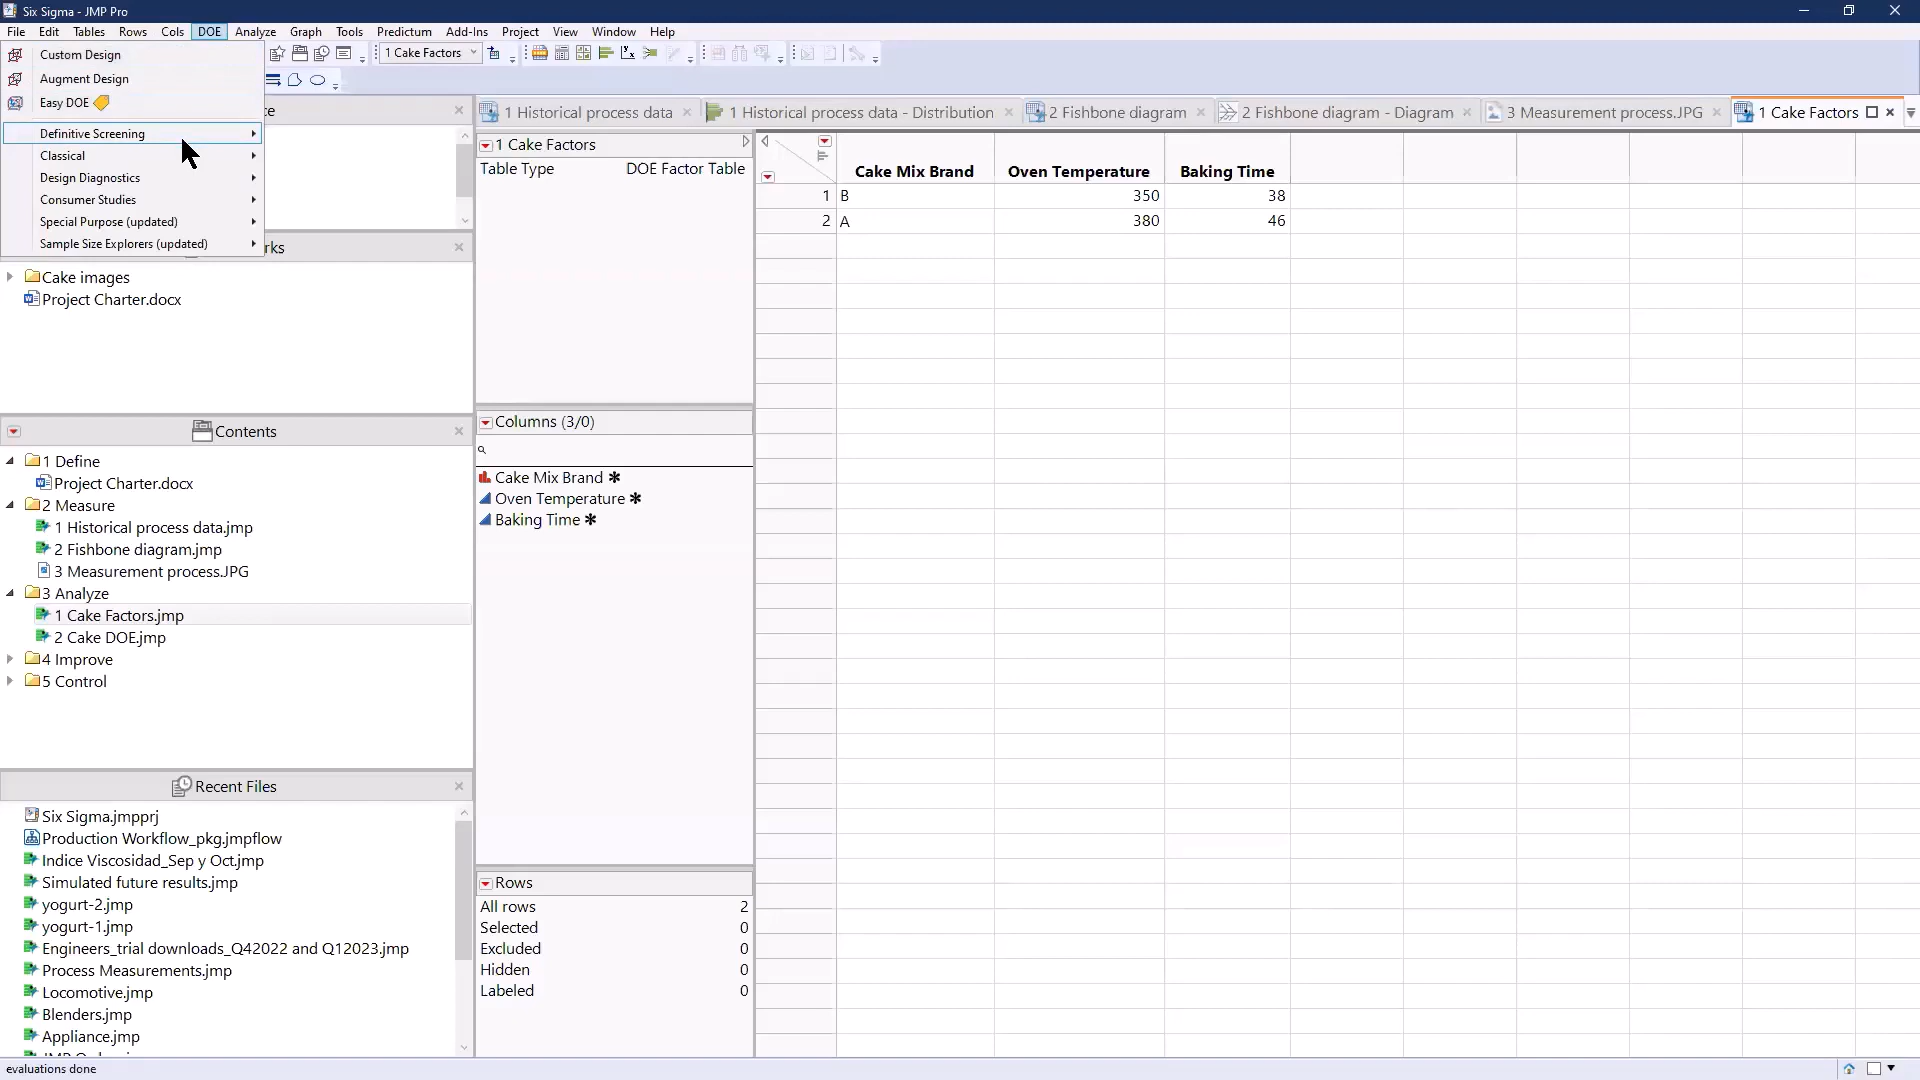 Six Sigma - JMP Pro
File Edit Tables Rows Cols DOE Analyze Graph Tools Predictum Add-Ins Project View Window Help
Custom Design
Augment Design
Easy DOE
Definitive Screening
Classical
Design Diagnostics
Consumer Studies
Special Purpose (updated)
Sample Size Explorers (updated)
1 Cake Factors
1 Historical process data
1 Historical process data - Distribution
2 Fishbone diagram
2 Fishbone diagram - Diagram
3 Measurement process.JPG
1 Cake Factors
Cake images
Project Charter.docx
Contents
1 Define
Project Charter.docx
2 Measure
1 Historical process data.jmp
2 Fishbone diagram.jmp
3 Measurement process.JPG
3 Analyze
1 Cake Factors.jmp
2 Cake DOE.jmp
4 Improve
5 Control
Recent Files
Six Sigma.jmpprj
Production Workflow_pkg.jmpflow
Indice Viscosidad_Sep y Oct.jmp
Simulated future results.jmp
yogurt-2.jmp
yogurt-1.jmp
Engineers_trial downloads_Q42022 and Q12023.jmp
Process Measurements.jmp
Locomotive.jmp
Blenders.jmp
Appliance.jmp
1 Cake Factors
Table Type DOE Factor Table
Columns (3/0)
Cake Mix Brand *
Oven Temperature *
Baking Time *
Rows
All rows 2
Selected 0
Excluded 0
Hidden 0
Labeled 0
Cake Mix Brand Oven Temperature Baking Time
1 B 350 38
2 A 380 46
evaluations done